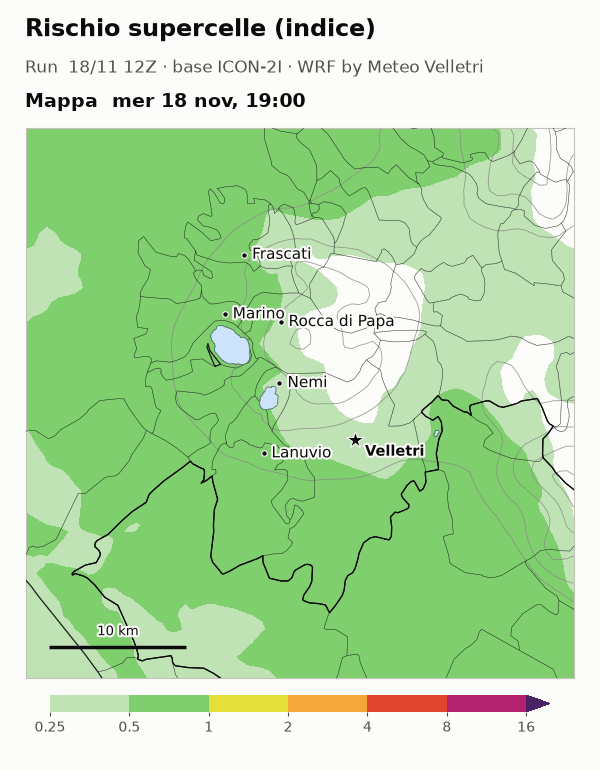 Rischio supercelle (indice)
Run  18/11 12Z · base ICON-2I · WRF by Meteo Velletri
Mappa  mer 18 nov, 19:00
Frascati
Marino
Rocca di Papa
Nemi
Velletri
Lanuvio
10 km
0.25 0.5 1 2 4 8 16